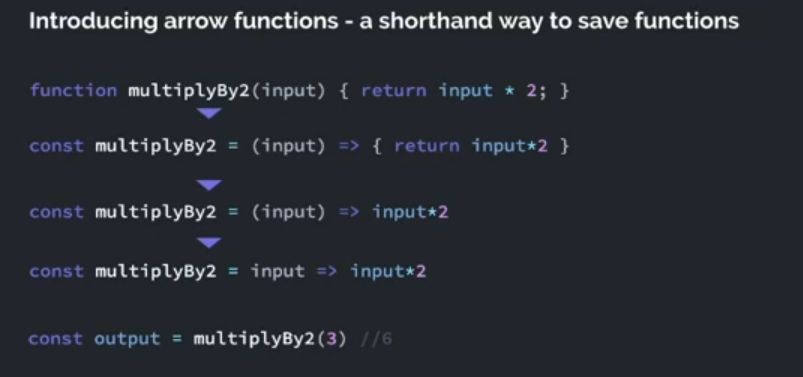 Introducing arrow functions - a shorthand way to save functions
function multiplyBy2(input) { return input * 2; }
const multiplyBy2 = (input) => { return input*2 }
const multiplyBy2 = (input) => input*2
const multiplyBy2 = input => input*2
const output = multiplyBy2(3) //6